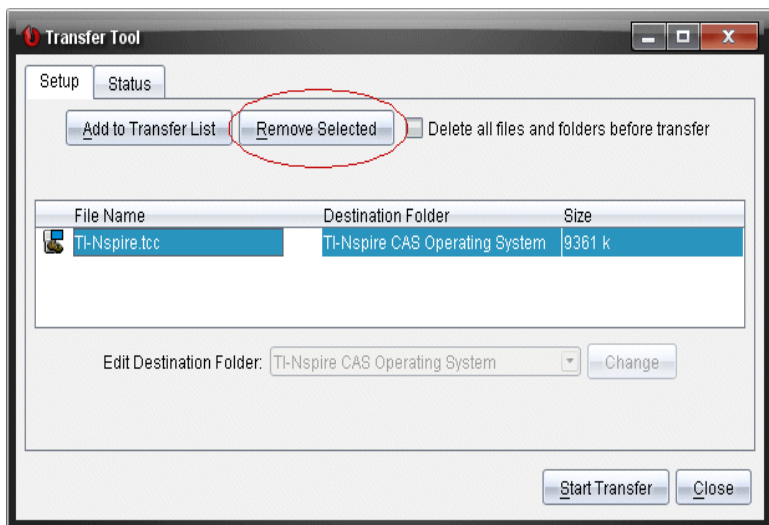 Transfer Tool
Setup Status
Add to Transfer List Remove Selected Delete all files and folders before transfer
File Name Destination Folder Size
TI-Nspire.tcc TI-Nspire CAS Operating System 9361 k
Edit Destination Folder: TI-Nspire CAS Operating System Change
Start Transfer Close